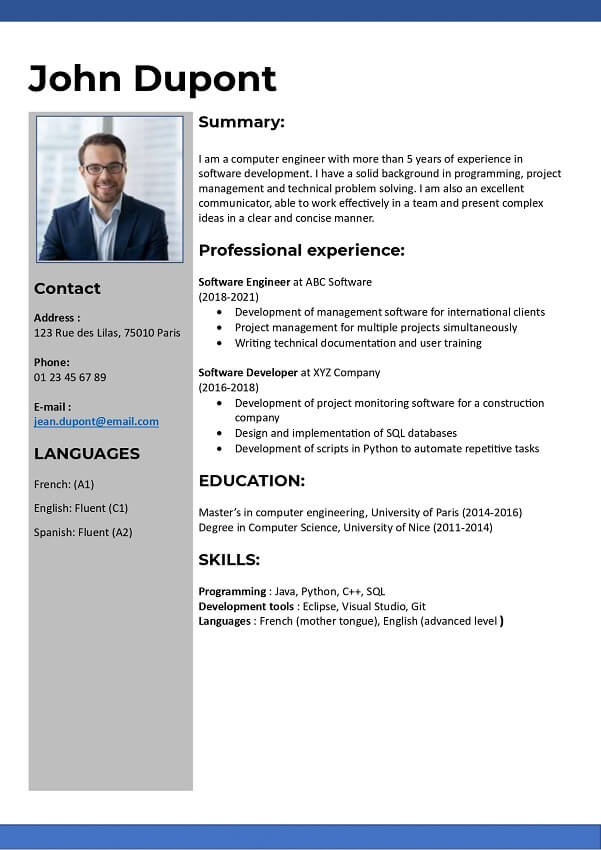 John Dupont
Contact
Address :
123 Rue des Lilas, 75010 Paris
Phone:
01 23 45 67 89
E-mail :
jean.dupont@email.com
LANGUAGES
French: (A1)
English: Fluent (C1)
Spanish: Fluent (A2)
Summary:
I am a computer engineer with more than 5 years of experience in
software development. I have a solid background in programming, project
management and technical problem solving. I am also an excellent
communicator, able to work effectively in a team and present complex
ideas in a clear and concise manner.
Professional experience:
Software Engineer at ABC Software
(2018-2021)
• Development of management software for international clients
• Project management for multiple projects simultaneously
• Writing technical documentation and user training
Software Developer at XYZ Company
(2016-2018)
• Development of project monitoring software for a construction
company
• Design and implementation of SQL databases
• Development of scripts in Python to automate repetitive tasks
EDUCATION:
Master’s in computer engineering, University of Paris (2014-2016)
Degree in Computer Science, University of Nice (2011-2014)
SKILLS:
Programming : Java, Python, C++, SQL
Development tools : Eclipse, Visual Studio, Git
Languages : French (mother tongue), English (advanced level )